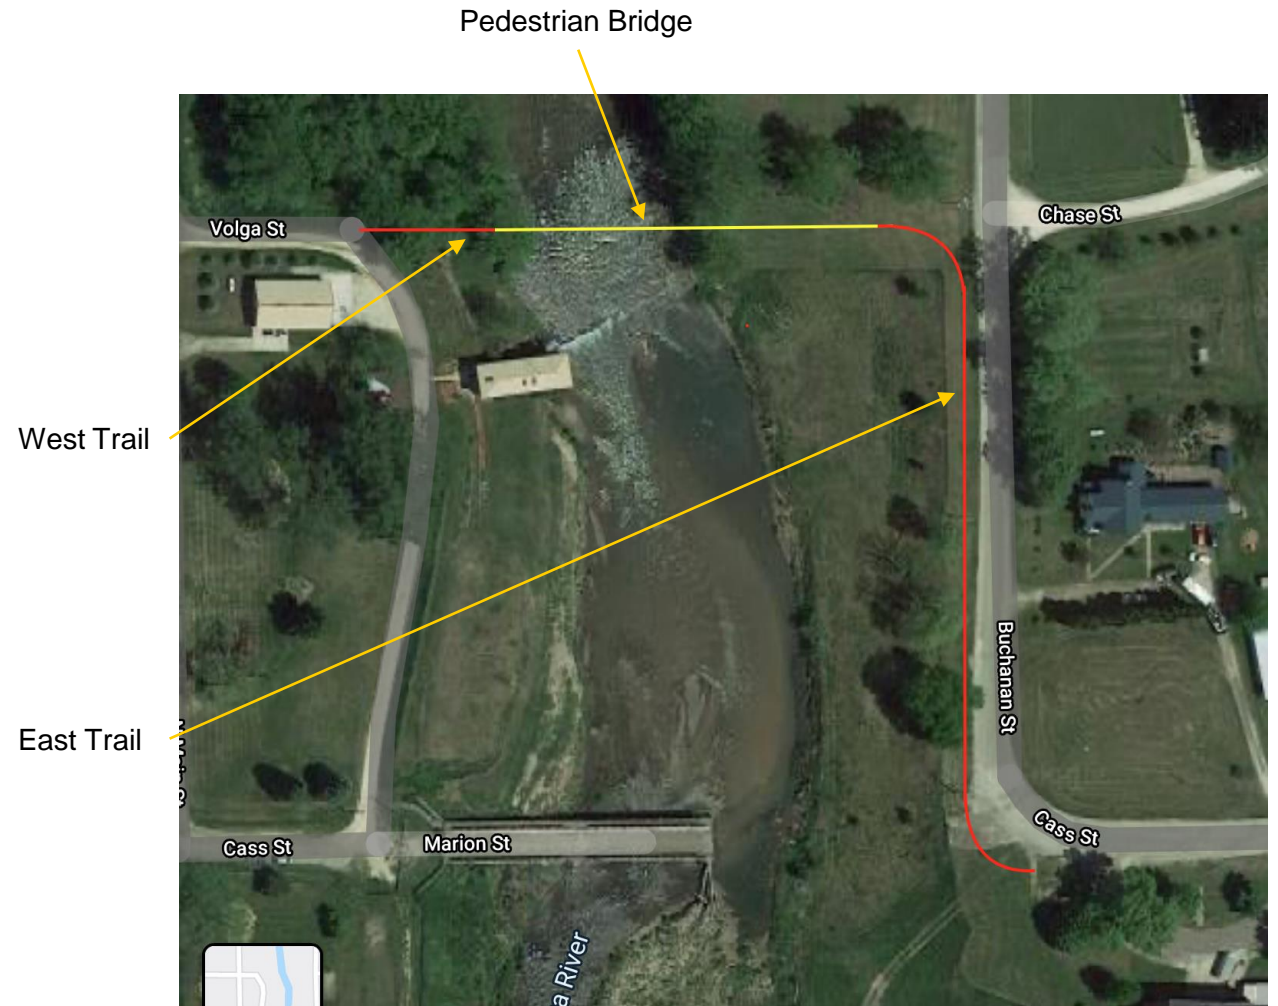 Pedestrian Bridge
Volga St
Chase St
West Trail
Buchanan St
East Trail
Cass St
Marion St
Cass St
a River